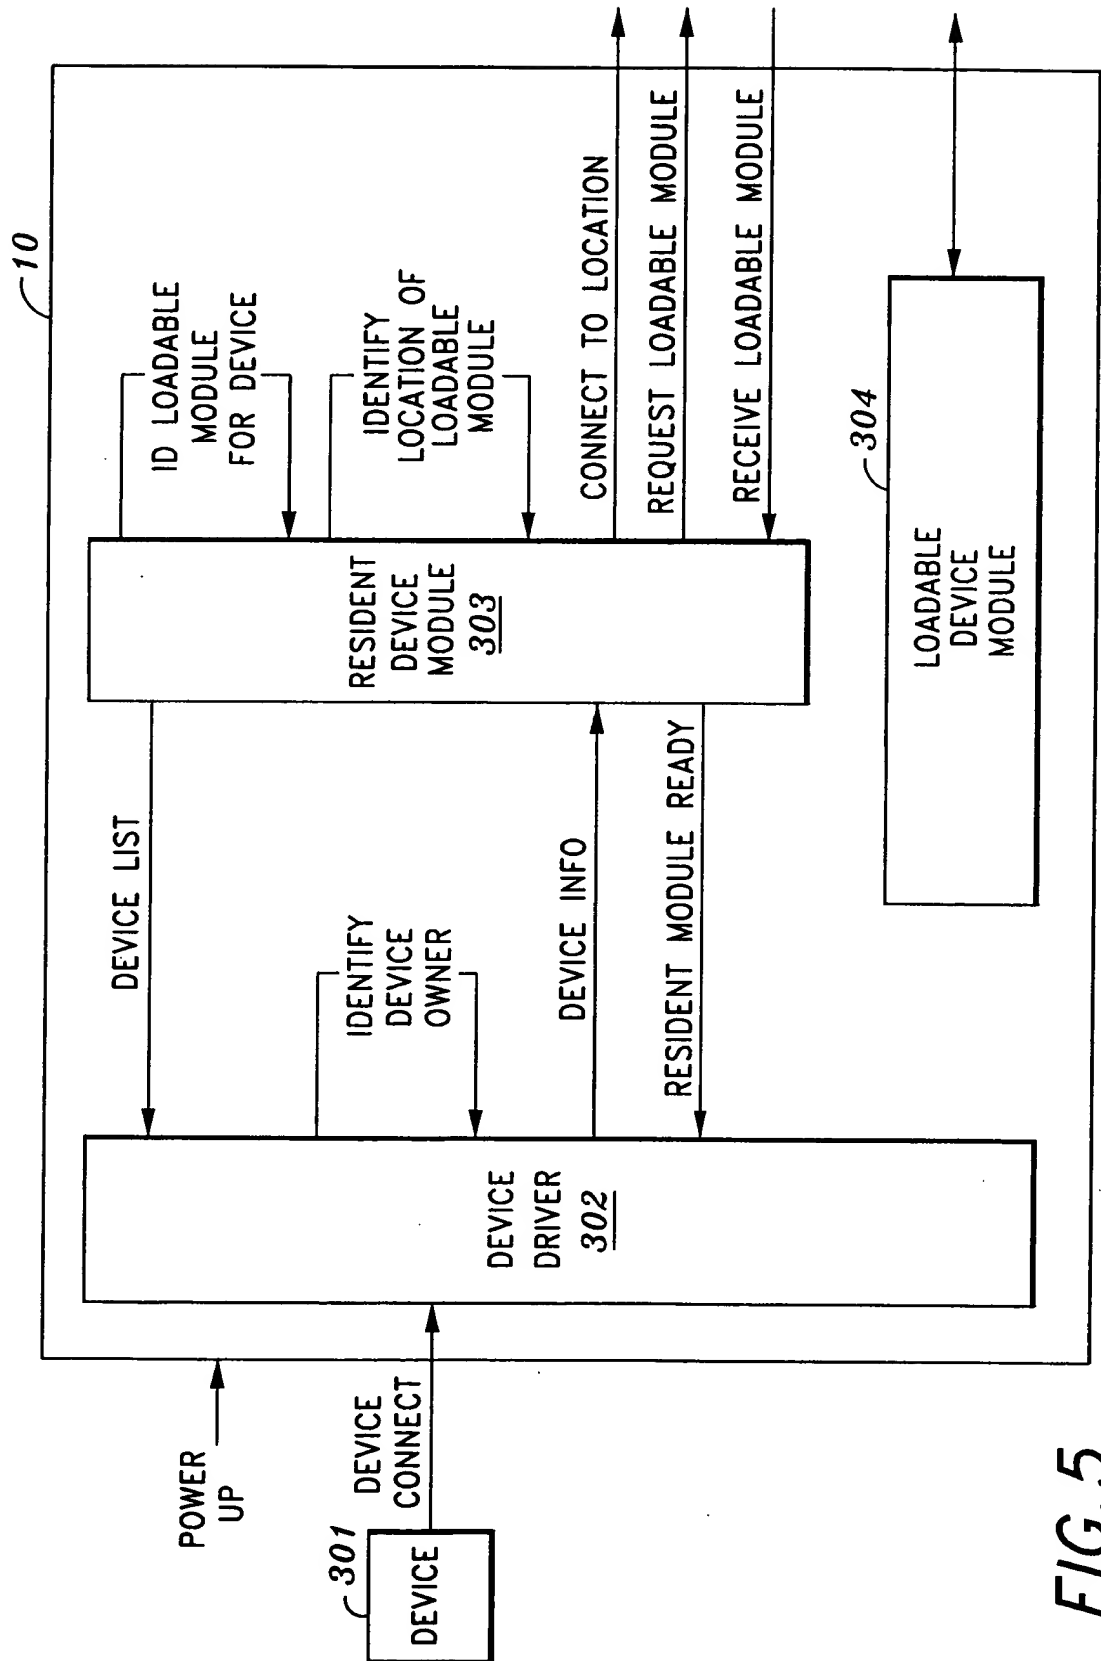 10
POWER
UP
301
DEVICE
DEVICE
CONNECT
DEVICE
DRIVER
302
DEVICE LIST
IDENTIFY
DEVICE
OWNER
DEVICE INFO
RESIDENT MODULE READY
RESIDENT
DEVICE
MODULE
303
ID LOADABLE
MODULE
FOR DEVICE
IDENTIFY
LOCATION OF
LOADABLE
MODULE
CONNECT TO LOCATION
REQUEST LOADABLE MODULE
RECEIVE LOADABLE MODULE
304
LOADABLE
DEVICE
MODULE
FIG. 5